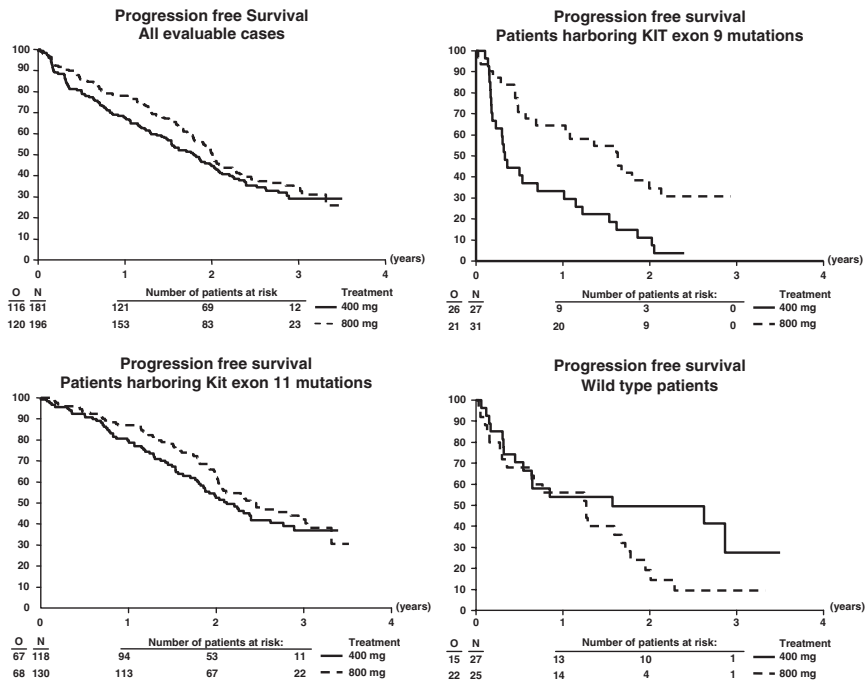 Progression free Survival
All evaluable cases
100
90
80
70
60
50
40
30
20
10
0
0 1 2 3 4
(years)
O N Number of patients at risk Treatment
116 181 121 69 12 400 mg
120 196 153 83 23 800 mg
Progression free survival
Patients harboring KIT exon 9 mutations
100
90
80
70
60
50
40
30
20
10
0
0 1 2 3 4
(years)
O N Number of patients at risk: Treatment
26 27 9 3 0 400 mg
21 31 20 9 0 800 mg
Progression free survival
Patients harboring Kit exon 11 mutations
100
90
80
70
60
50
40
30
20
10
0
0 1 2 3 4
(years)
O N Number of patients at risk: Treatment
67 118 94 53 11 400 mg
68 130 113 67 22 800 mg
Progression free survival
Wild type patients
100
90
80
70
60
50
40
30
20
10
0
0 1 2 3 4
(years)
O N Number of patients at risk: Treatment
15 27 13 10 1 400 mg
22 25 14 4 1 800 mg